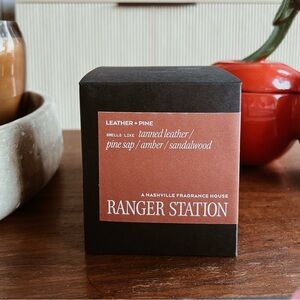 LEATHER + PINE
SMELLS LIKE tanned leather /
pine sap / amber / sandalwood
A NASHVILLE FRAGRANCE HOUSE
RANGER STATION